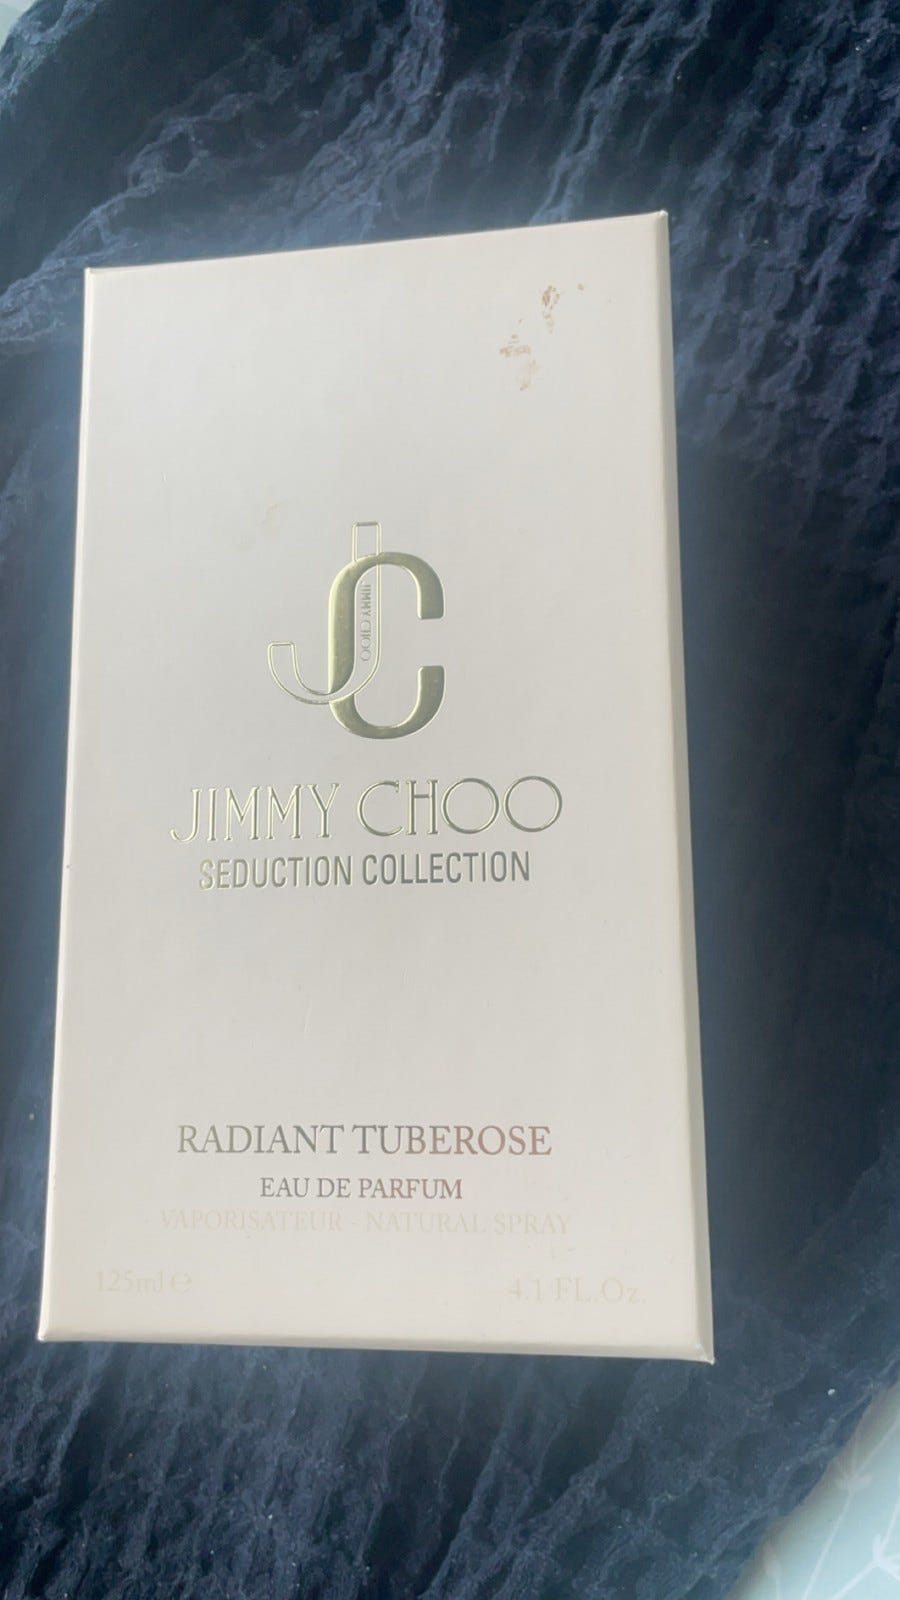 JC
JIMMY CHOO
JIMMY CHOO
SEDUCTION COLLECTION
RADIANT TUBEROSE
EAU DE PARFUM
VAPORISATEUR - NATURAL SPRAY
125ml ℮
4.1 FL.Oz.